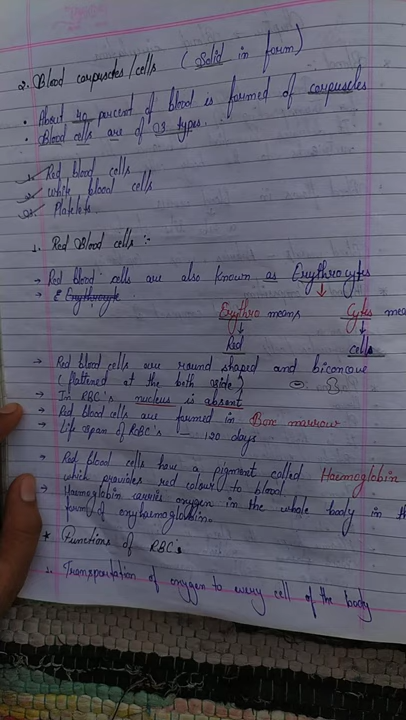 2. Blood corpuscles/cells ( Solid in form )
• About 40 percent of blood is formed of corpuscles
• Blood cells are of 03 types.
1. Red blood cells
2. white blood cells
3. Platelets.
1. Red Blood cells :-
→ Red blood cells are also known as Erythrocytes
→ E Erythrocyte
Erythro means Cytes mea
Red cells
→ Red blood cells are round shaped and biconcave
( flattened at the both side )
→ In RBC's nucleus is absent
→ Red blood cells are formed in Bone marrow
→ Life span of RBC's — 120 days
→ Red blood cells have a pigment called Haemoglobin
which provides red colour to blood.
→ Haemoglobin carries oxygen in the whole body in th
form of oxyhaemoglobin.
* Functions of RBC's
1. Transportation of oxygen to every cell of the body